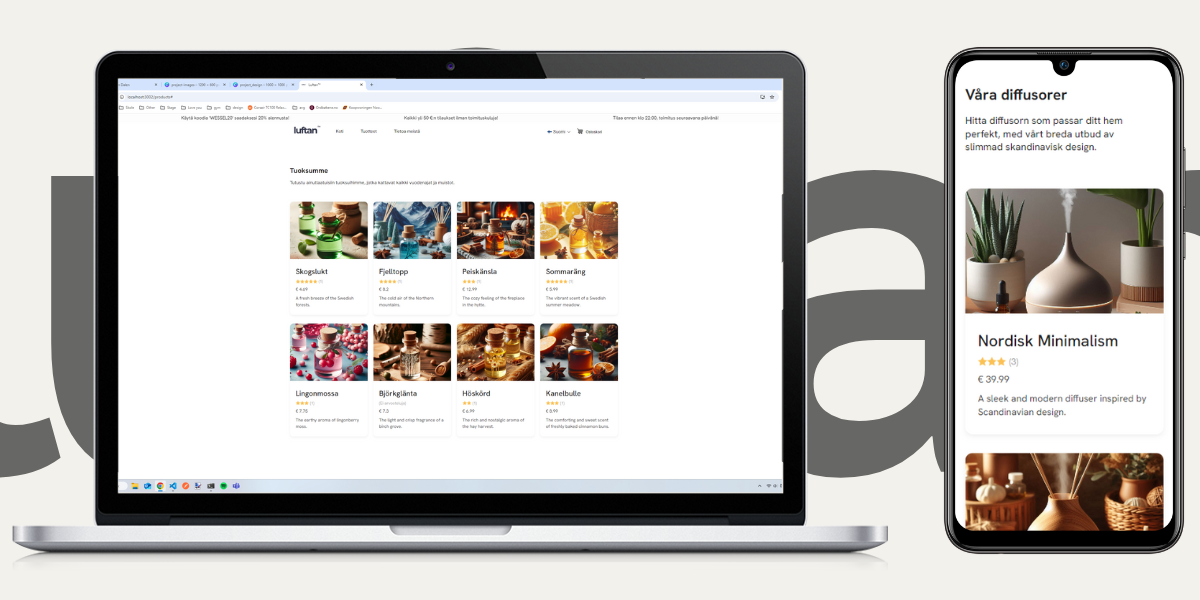 localhost:3002/products#
Käytä koodia 'WESSEL20' saadaksesi 20% alennusta!
Kaikki yli 50 €:n tilaukset ilman toimituskuluja!
Tilaa ennen klo 22.00, toimitus seuraavana päivänä!
luftan
Koti
Tuotteet
Tietoa meistä
Suomi
Ostoskori
Tuoksumme
Tutustu ainutlaatuisiin tuoksuihimme, jotka kattavat kaikki vuodenajat ja muistot.
Skogslukt
€ 4.69
A fresh breeze of the Swedish
forests.
Fjelltopp
€ 8.2
The cold air of the Northern
mountains.
Peiskänsla
€ 12.99
The cozy feeling of the fireplace
in the hytte.
Sommaräng
€ 5.99
The vibrant scent of a Swedish
summer meadow.
Lingonmossa
€ 7.75
The earthy aroma of lingonberry
moss.
Björkglänta
€ 7.3
The light and crisp fragrance of a
birch grove.
Höskörd
€ 6.99
The rich and nostalgic aroma of
the hay harvest.
Kanelbulle
€ 8.99
The comforting and sweet scent
of freshly baked cinnamon buns.
Våra diffusorer
Hitta diffusorn som passar ditt hem
perfekt, med vårt breda utbud av
slimmad skandinavisk design.
Nordisk Minimalism
(3)
€ 39.99
A sleek and modern diffuser inspired by
Scandinavian design.